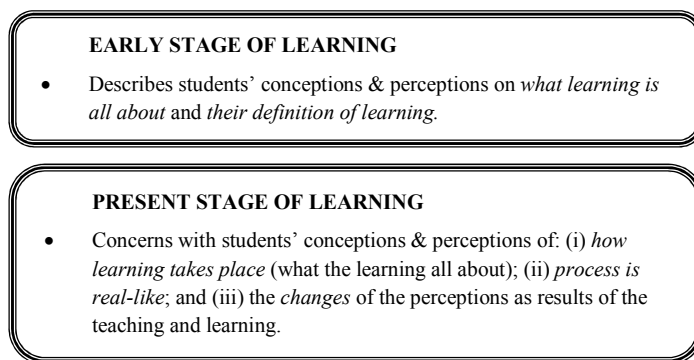 EARLY STAGE OF LEARNING
• Describes students’ conceptions & perceptions on what learning is
all about and their definition of learning.
PRESENT STAGE OF LEARNING
• Concerns with students’ conceptions & perceptions of: (i) how
learning takes place (what the learning all about); (ii) process is
real-like; and (iii) the changes of the perceptions as results of the
teaching and learning.